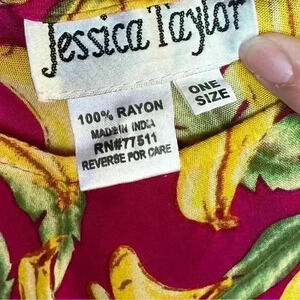 Jessica Taylor
100% RAYON
MADE IN INDIA
RN#77511
REVERSE FOR CARE
ONE
SIZE